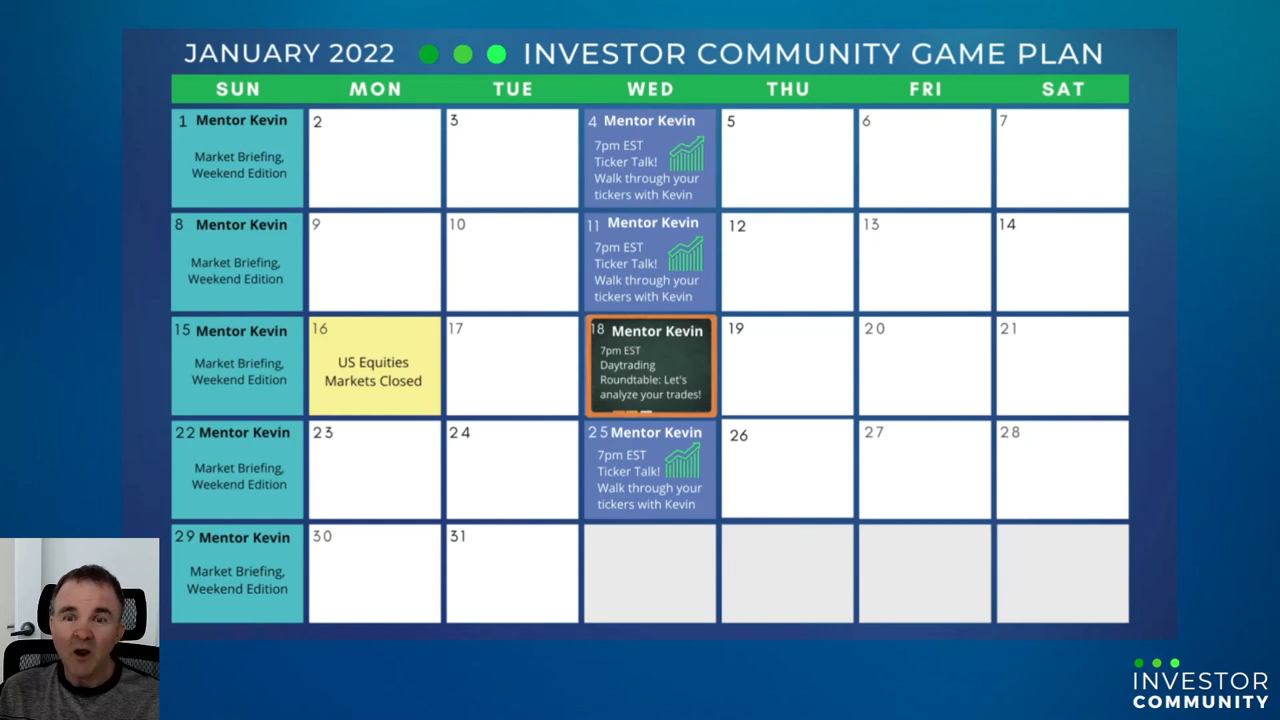 JANUARY 2022 INVESTOR COMMUNITY GAME PLAN
SUN MON TUE WED THU FRI SAT
1 Mentor Kevin
Market Briefing,
Weekend Edition
2
3
4 Mentor Kevin
7pm EST
Ticker Talk!
Walk through your
tickers with Kevin
5
6
7
8 Mentor Kevin
Market Briefing,
Weekend Edition
9
10
11 Mentor Kevin
7pm EST
Ticker Talk!
Walk through your
tickers with Kevin
12
13
14
15 Mentor Kevin
Market Briefing,
Weekend Edition
16
US Equities
Markets Closed
17
18 Mentor Kevin
7pm EST
Daytrading
Roundtable: Let's
analyze your trades!
19
20
21
22 Mentor Kevin
Market Briefing,
Weekend Edition
23
24
25 Mentor Kevin
7pm EST
Ticker Talk!
Walk through your
tickers with Kevin
26
27
28
29 Mentor Kevin
Market Briefing,
Weekend Edition
30
31
INVESTOR
COMMUNITY